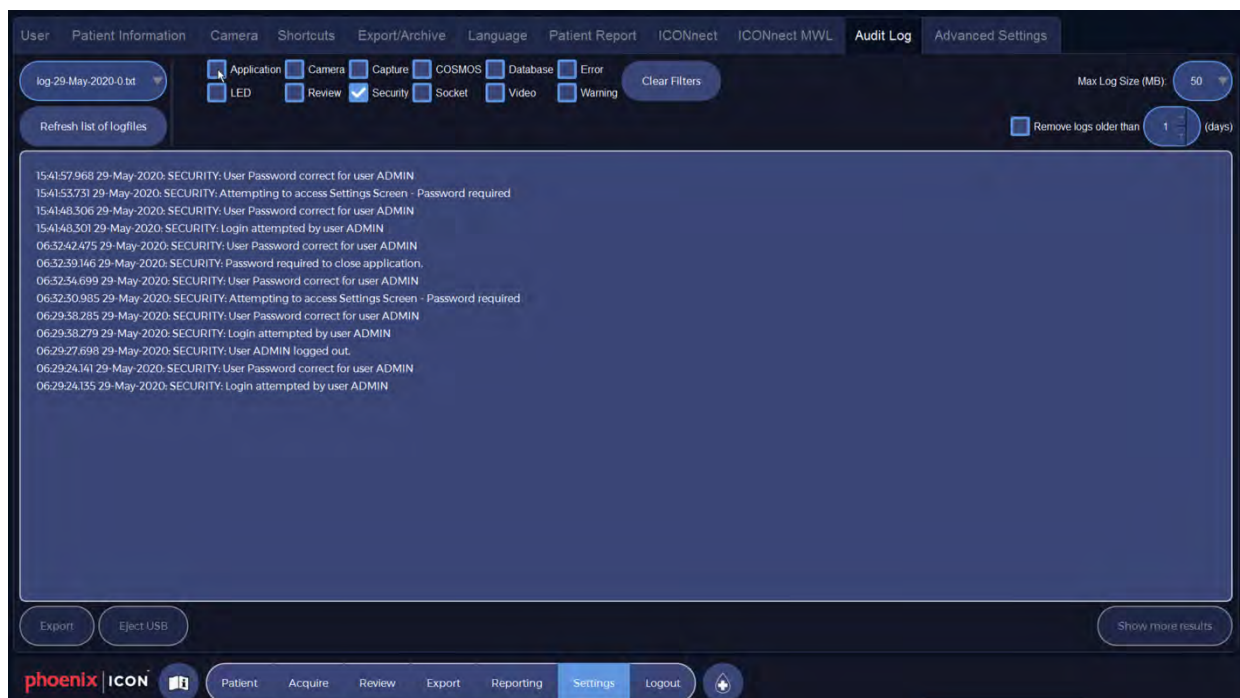 User Patient Information Camera Shortcuts Export/Archive Language Patient Report ICONnect ICONnect MWL Audit Log Advanced Settings
log-29-May-2020-0.txt
Application Camera Capture COSMOS Database Error
LED Review Security Socket Video Warning
Clear Filters
Max Log Size (MB): 50
Refresh list of logfiles
Remove logs older than 1 (days)
15:41:57.968 29-May-2020: SECURITY: User Password correct for user ADMIN
15:41:53.731 29-May-2020: SECURITY: Attempting to access Settings Screen - Password required
15:41:48.306 29-May-2020: SECURITY: User Password correct for user ADMIN
15:41:48.301 29-May-2020: SECURITY: Login attempted by user ADMIN
06:32:42.475 29-May-2020: SECURITY: User Password correct for user ADMIN
06:32:39.146 29-May-2020: SECURITY: Password required to close application.
06:32:34.699 29-May-2020: SECURITY: User Password correct for user ADMIN
06:32:30.985 29-May-2020: SECURITY: Attempting to access Settings Screen - Password required
06:29:38.285 29-May-2020: SECURITY: User Password correct for user ADMIN
06:29:38.279 29-May-2020: SECURITY: Login attempted by user ADMIN
06:29:27.698 29-May-2020: SECURITY: User ADMIN logged out.
06:29:24.141 29-May-2020: SECURITY: User Password correct for user ADMIN
06:29:24.135 29-May-2020: SECURITY: Login attempted by user ADMIN
Export Eject USB Show more results
phoenix ICON Patient Acquire Review Export Reporting Settings Logout